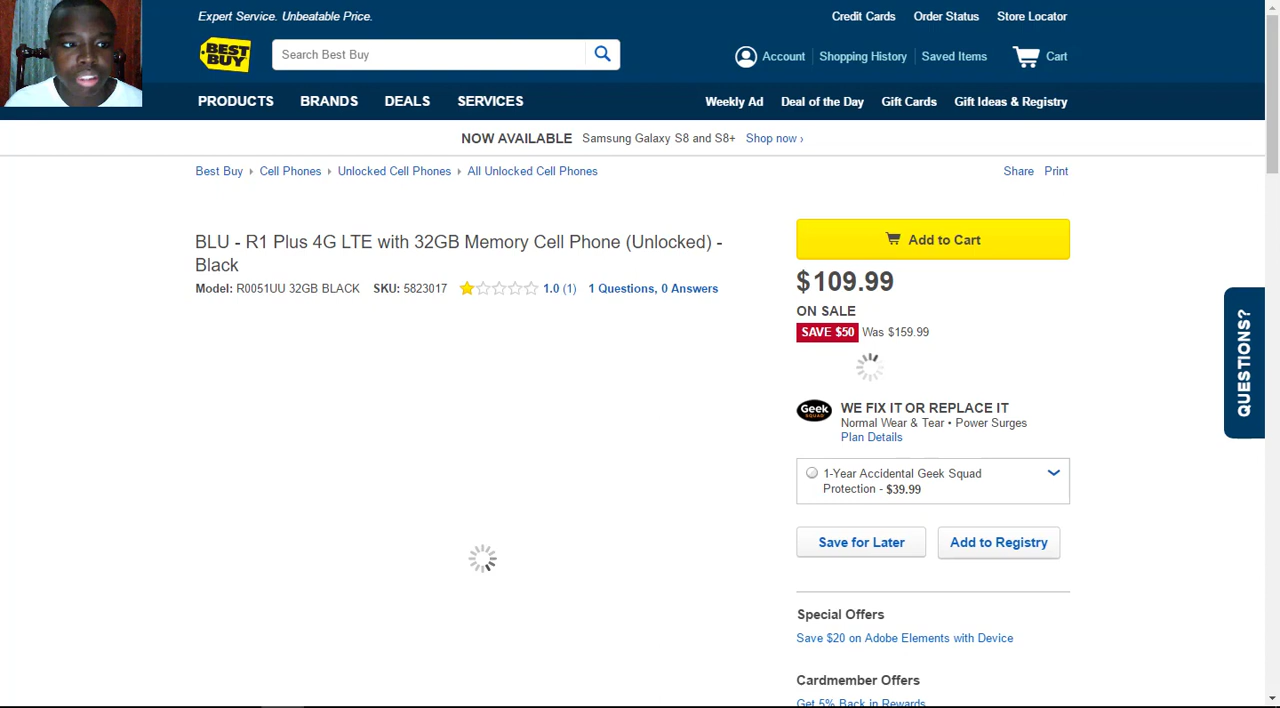 Expert Service. Unbeatable Price.
Credit Cards Order Status Store Locator
BEST BUY
Search Best Buy
Account Shopping History Saved Items Cart
PRODUCTS BRANDS DEALS SERVICES
Weekly Ad Deal of the Day Gift Cards Gift Ideas & Registry
NOW AVAILABLE Samsung Galaxy S8 and S8+ Shop now ›
Best Buy Cell Phones Unlocked Cell Phones All Unlocked Cell Phones
Share Print
BLU - R1 Plus 4G LTE with 32GB Memory Cell Phone (Unlocked) -
Black
Model: R0051UU 32GB BLACK SKU: 5823017 1.0 (1) 1 Questions, 0 Answers
Add to Cart
$109.99
ON SALE
SAVE $50 Was $159.99
QUESTIONS?
Geek SQUAD
WE FIX IT OR REPLACE IT
Normal Wear & Tear • Power Surges
Plan Details
1-Year Accidental Geek Squad
Protection - $39.99
Save for Later Add to Registry
Special Offers
Save $20 on Adobe Elements with Device
Cardmember Offers
Get 5% Back in Rewards